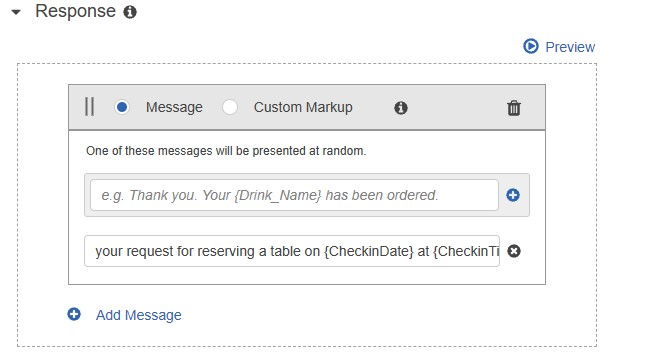 Response
Preview
Message Custom Markup
One of these messages will be presented at random.
e.g. Thank you. Your {Drink_Name} has been ordered.
your request for reserving a table on {CheckinDate} at {CheckinTi
Add Message